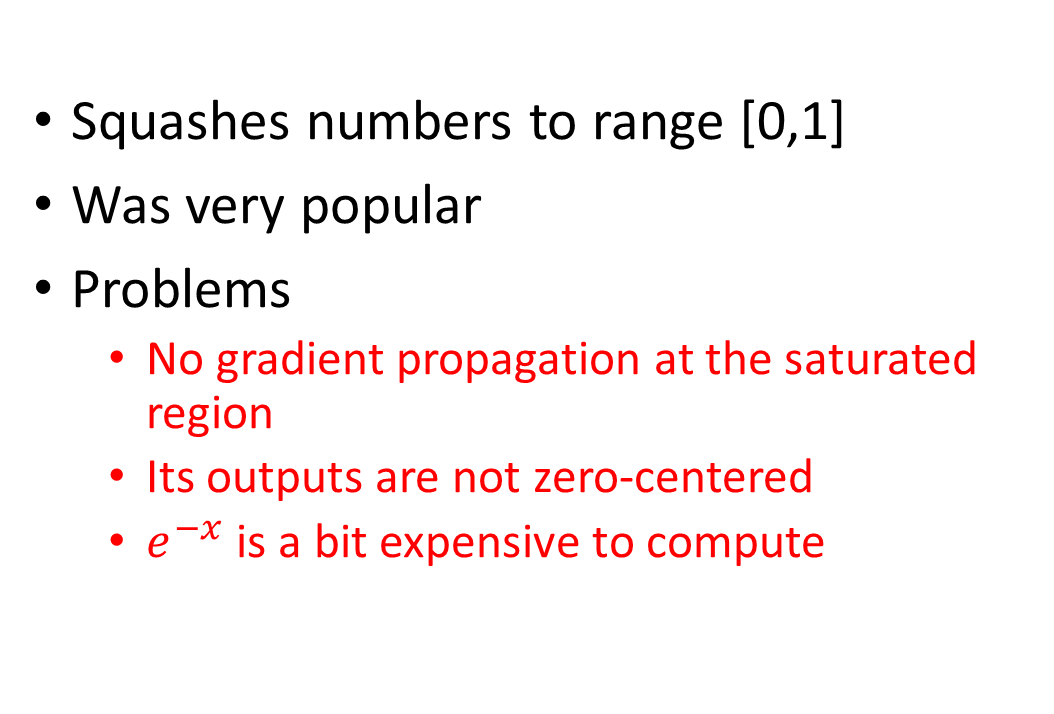 • Squashes numbers to range [0,1]
• Was very popular
• Problems
• No gradient propagation at the saturated
region
• Its outputs are not zero-centered
• $e^{-x}$ is a bit expensive to compute